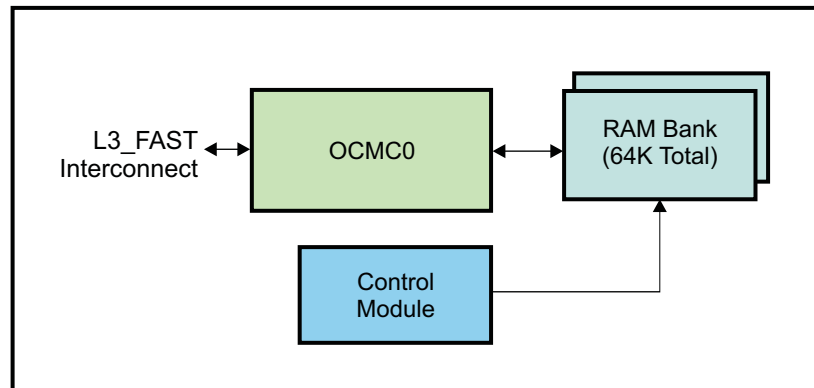 L3_FAST
Interconnect
OCMC0
RAM Bank
(64K Total)
Control
Module